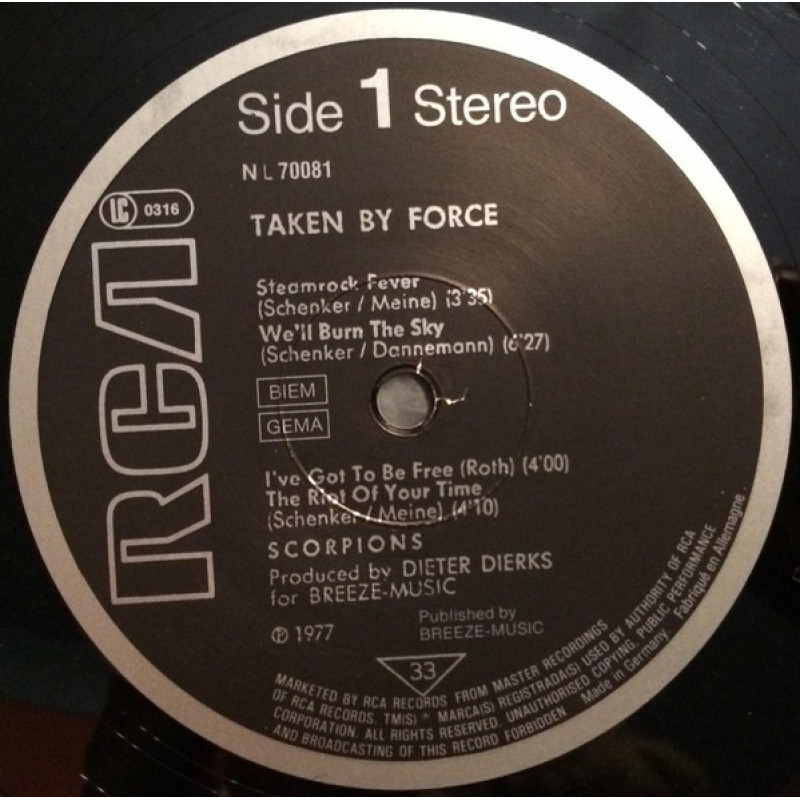 Side 1 Stereo
NL 70081
LC 0316
TAKEN BY FORCE
RCA
Steamrock Fever
(Schenker / Meine) (3'35)
We'll Burn The Sky
(Schenker / Dannemann) (6'27)
BIEM
GEMA
I've Got To Be Free (Roth) (4'00)
The Riot Of Your Time
(Schenker / Meine) (4'10)
SCORPIONS
Produced by DIETER DIERKS
for BREEZE-MUSIC
Published by
BREEZE-MUSIC
℗ 1977
33
MARKETED BY RCA RECORDS FROM MASTER RECORDINGS
OF RCA RECORDS. TM(S) ® MARCA(S) REGISTRADA(S) USED BY AUTHORITY OF RCA
CORPORATION. ALL RIGHTS RESERVED. UNAUTHORISED COPYING, PUBLIC PERFORMANCE
AND BROADCASTING OF THIS RECORD FORBIDDEN
Made in Germany Fabriqué en Allemagne